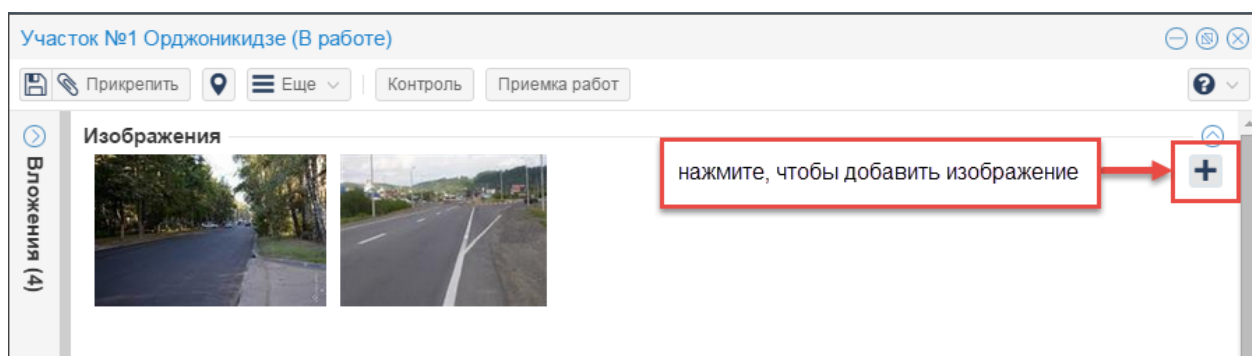 Участок №1 Орджоникидзе (В работе)
Прикрепить Еще Контроль Приемка работ
Изображения
нажмите, чтобы добавить изображение
Вложения (4)